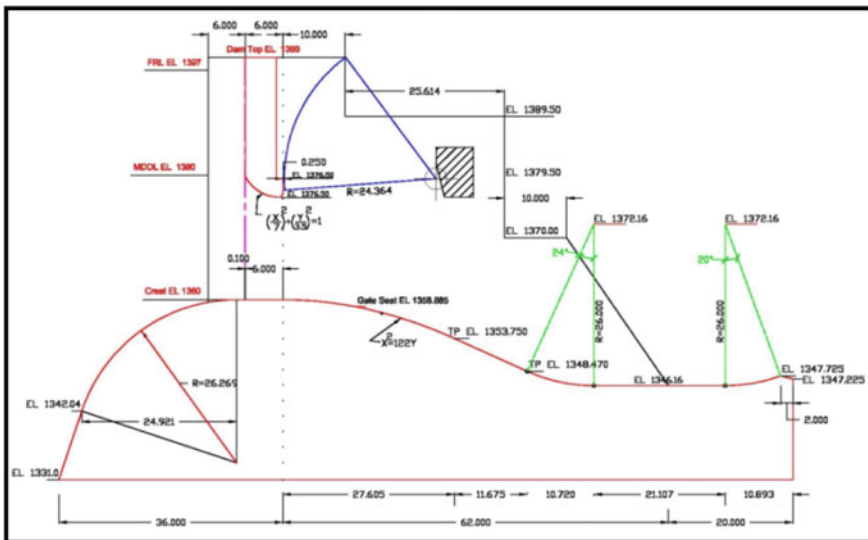 6.000 6.000 10.000
Dam Top EL 1399
FRL EL 1397
25.614
EL 1389.50
MDDL EL 1380
0.250
EL 1379.50
R=24.364
EL 1376.50
10.000
(X/7)²+(Y/3.5)²=1
EL 1372.16 EL 1372.16
EL 1370.00
24° 20°
0.100
6.000
Crest EL 1360
Gate Seat EL 1358.885
R=26.000 R=26.000
X²=122Y
TP EL 1353.750
R=26.269
TP EL 1348.470
EL 1347.725
EL 1347.225
EL 1346.16
EL 1342.04
24.921
2.000
EL 1331.0
27.605 11.675 10.720 21.107 10.893
36.000 62.000 20.000